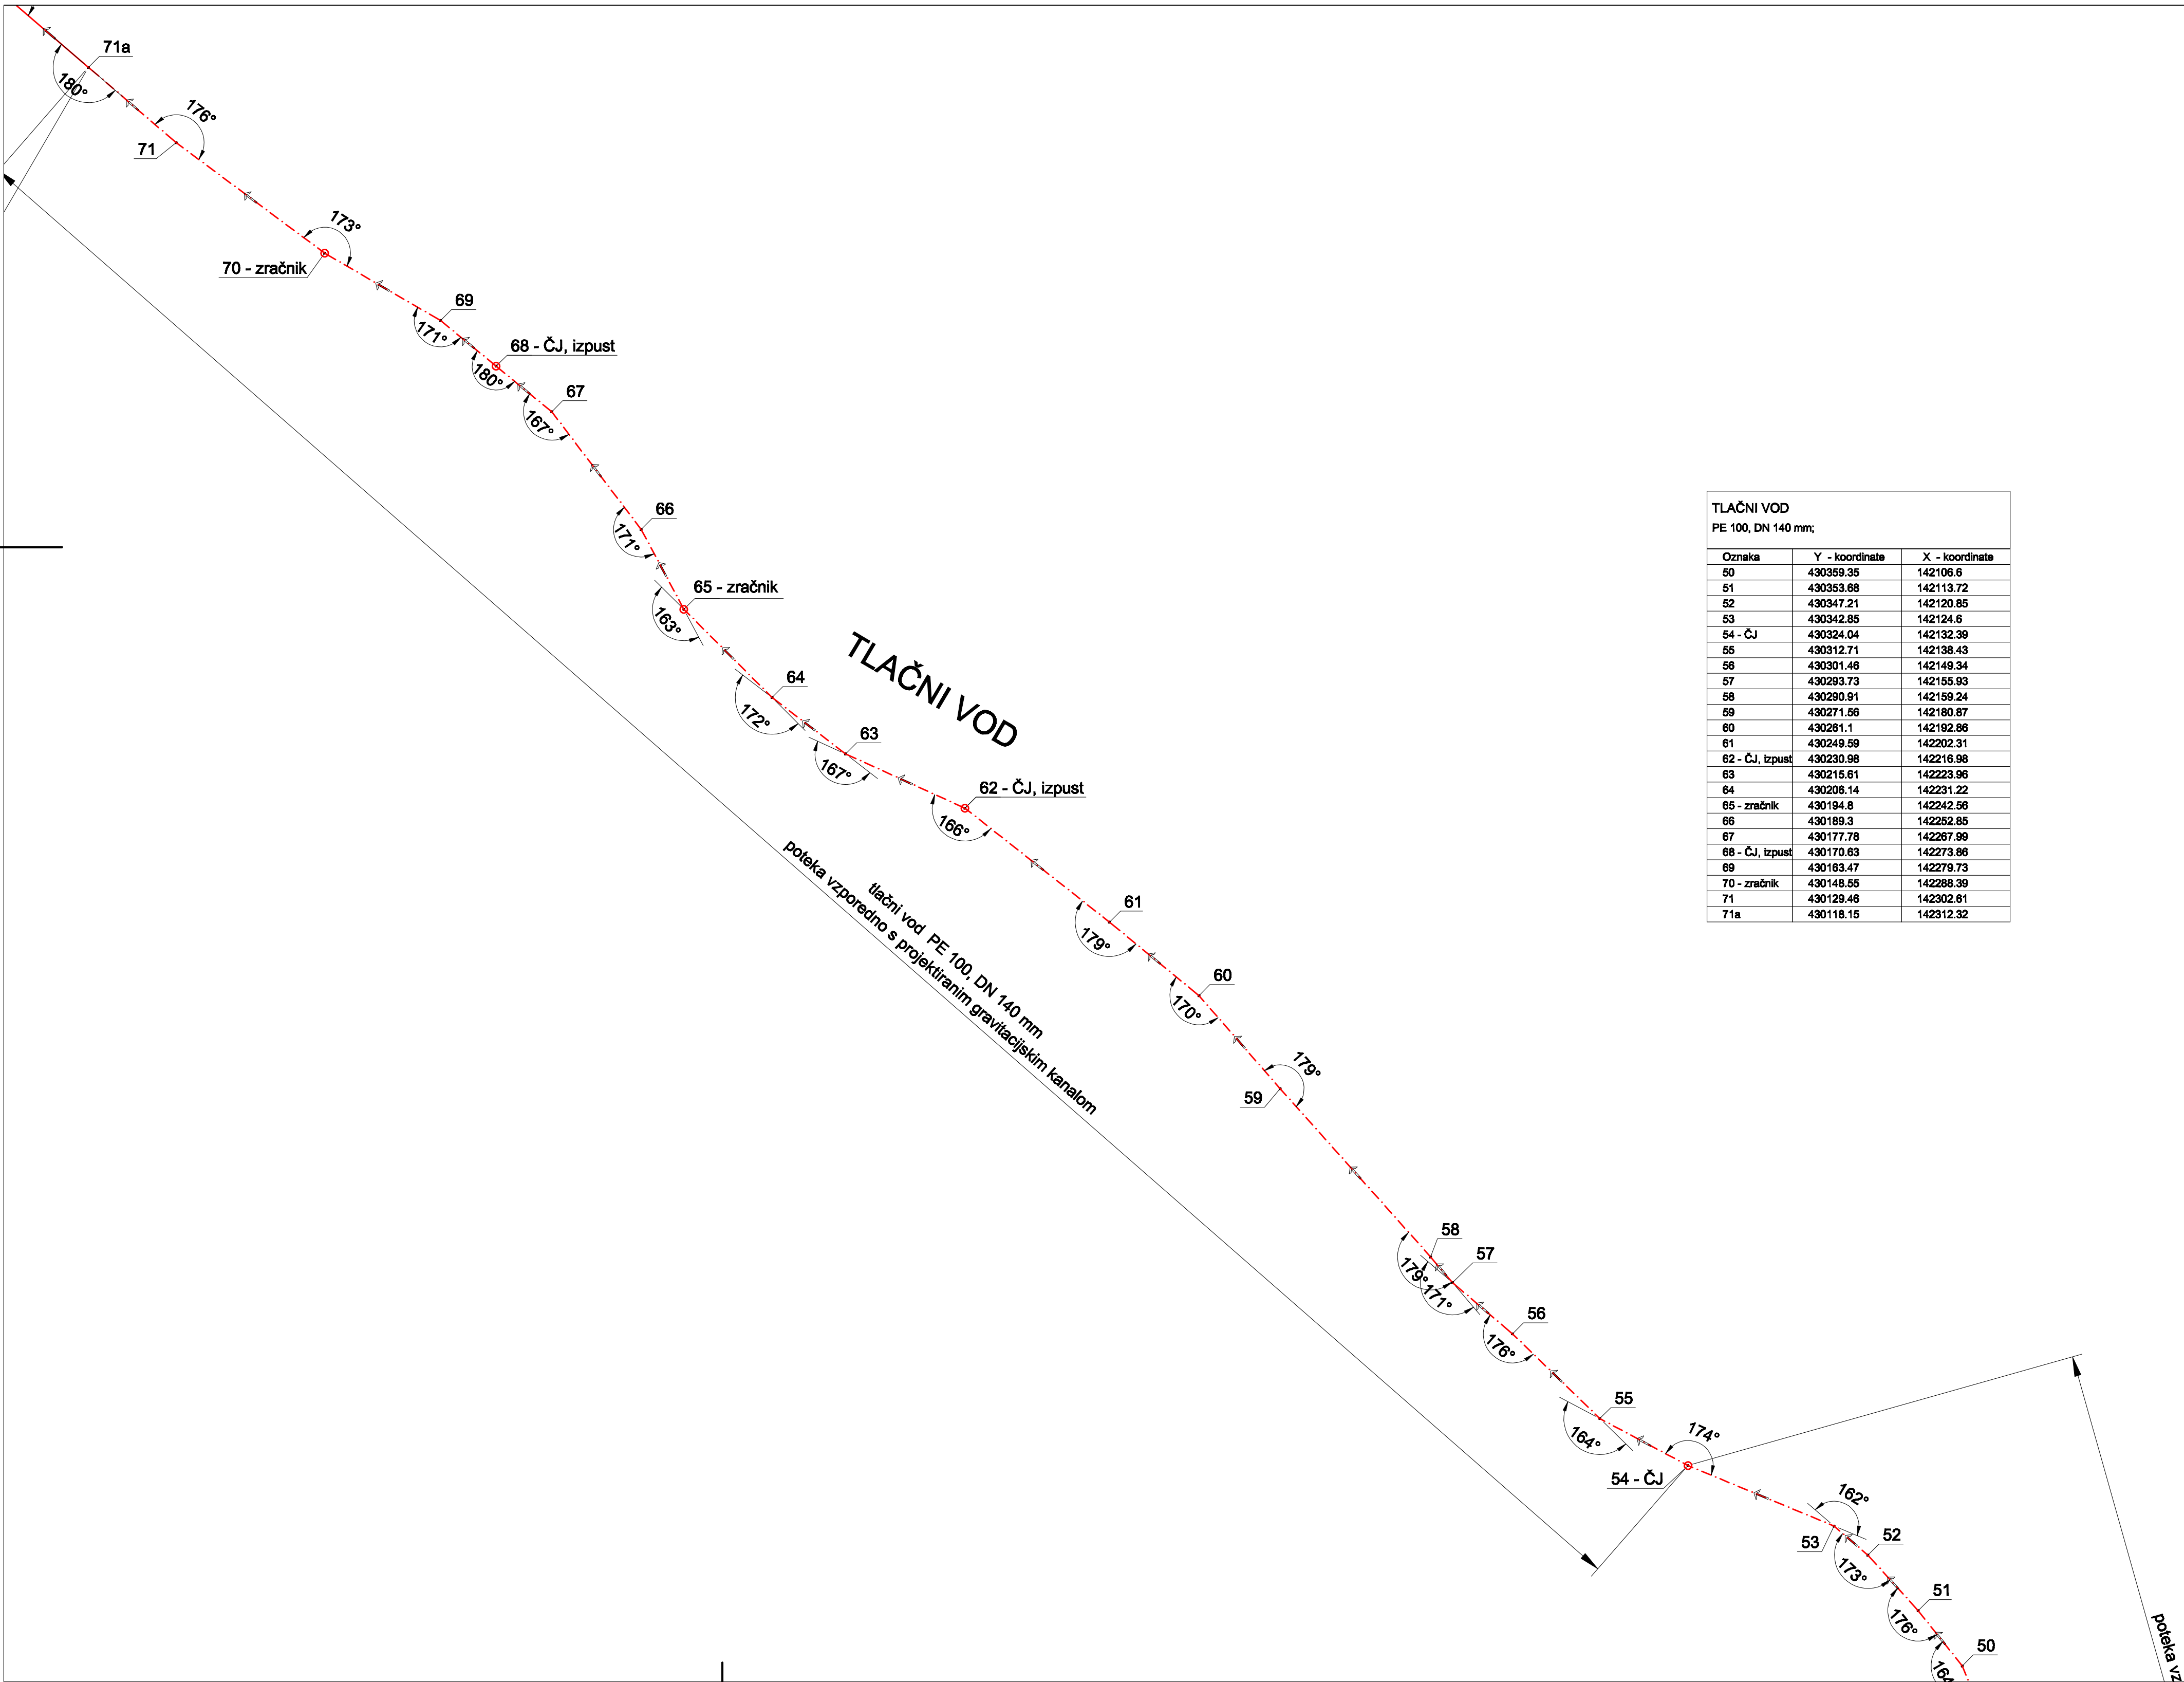 71a
180°
176°
71
173°
70 - zračnik
69
171°
68 - ČJ, izpust
180°
67
167°
66
171°
65 - zračnik
163°
64
172°
TLAČNI VOD
63
167°
62 - ČJ, izpust
166°
tlačni vod PE 100, DN 140 mm
poteka vzporedno s projektiranim gravitacijskim kanalom
61
179°
60
170°
179°
59
58
57
179°
171°
56
176°
55
164°
174°
54 - ČJ
162°
53
52
173°
51
176°
50
164
poteka vz
TLAČNI VOD
PE 100, DN 140 mm;
Oznaka Y - koordinate X - koordinate
50 430359.35 142106.6
51 430353.68 142113.72
52 430347.21 142120.85
53 430342.85 142124.6
54 - ČJ 430324.04 142132.39
55 430312.71 142138.43
56 430301.46 142149.34
57 430293.73 142155.93
58 430290.91 142159.24
59 430271.56 142180.87
60 430261.1 142192.86
61 430249.59 142202.31
62 - ČJ, izpust 430230.98 142216.98
63 430215.61 142223.96
64 430206.14 142231.22
65 - zračnik 430194.8 142242.56
66 430189.3 142252.85
67 430177.78 142267.99
68 - ČJ, izpust 430170.63 142273.86
69 430163.47 142279.73
70 - zračnik 430148.55 142288.39
71 430129.46 142302.61
71a 430118.15 142312.32